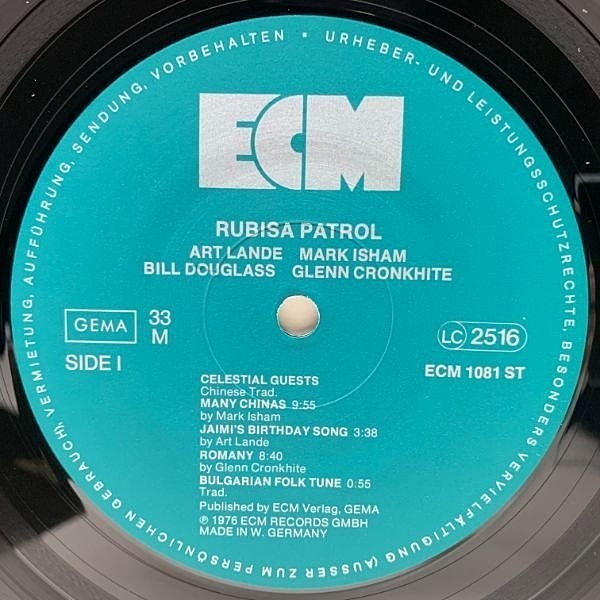 URHEBER- UND LEISTUNGSSCHUTZRECHTE, BESONDERS VERVIELFÄLTIGUNG (AUSSER ZUM PERSÖNLICHEN GEBRAUCH), VERMIETUNG, AUFFÜHRUNG, SENDUNG, VORBEHALTEN •
ECM
RUBISA PATROL
ART LANDE MARK ISHAM
BILL DOUGLASS GLENN CRONKHITE
GEMA
33
M
LC 2516
SIDE I
ECM 1081 ST
CELESTIAL GUESTS
Chinese Trad.
MANY CHINAS 9:55
by Mark Isham
JAIMI'S BIRTHDAY SONG 3:38
by Art Lande
ROMANY 8:40
by Glenn Cronkhite
BULGARIAN FOLK TUNE 0:55
Trad.
Published by ECM Verlag, GEMA
℗ 1976 ECM RECORDS GMBH
MADE IN W. GERMANY